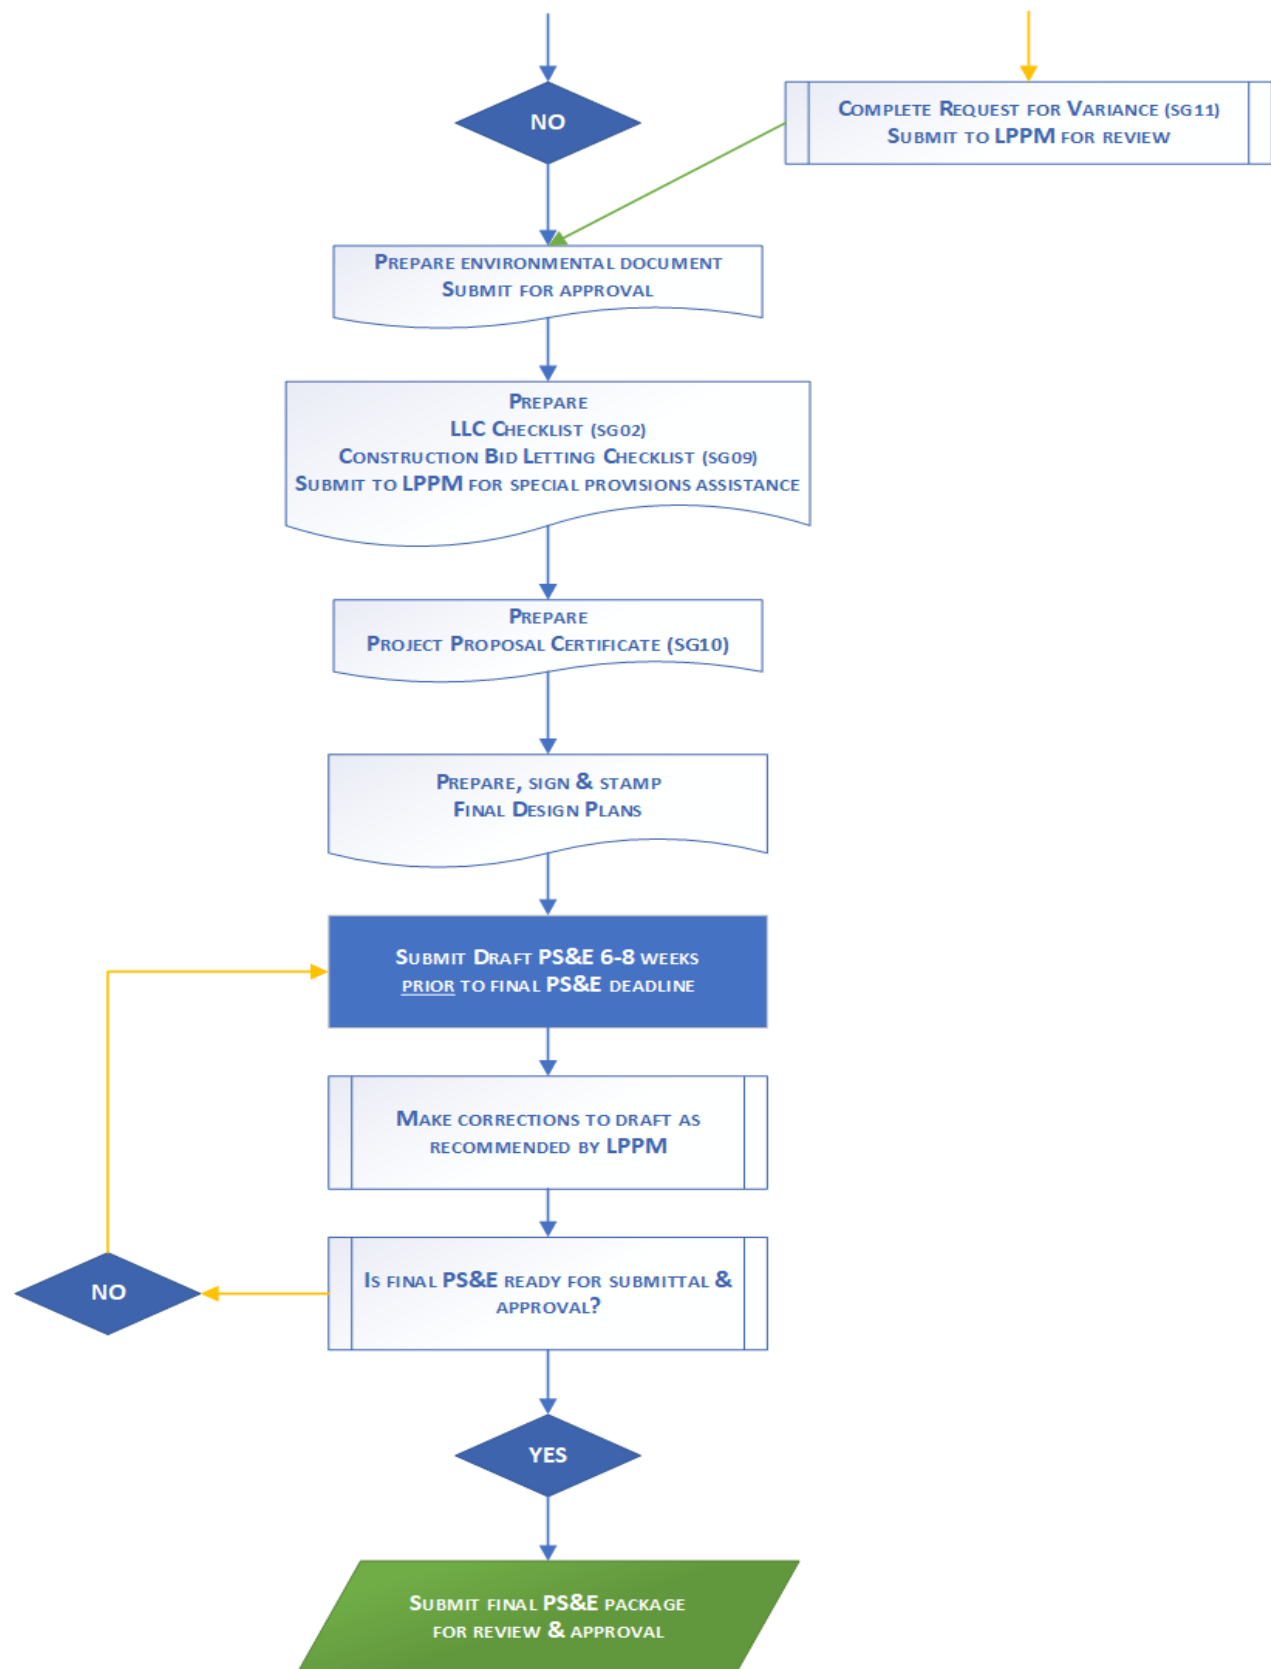 NO
Complete Request for Variance (SG11)
Submit to LPPM for review
Prepare environmental document
Submit for approval
Prepare
LLC Checklist (SG02)
Construction Bid Letting Checklist (SG09)
Submit to LPPM for special provisions assistance
Prepare
Project Proposal Certificate (SG10)
Prepare, sign & stamp
Final Design Plans
Submit Draft PS&E 6-8 weeks
prior to final PS&E deadline
Make corrections to draft as
recommended by LPPM
Is final PS&E ready for submittal &
approval?
NO
YES
Submit final PS&E package
for review & approval